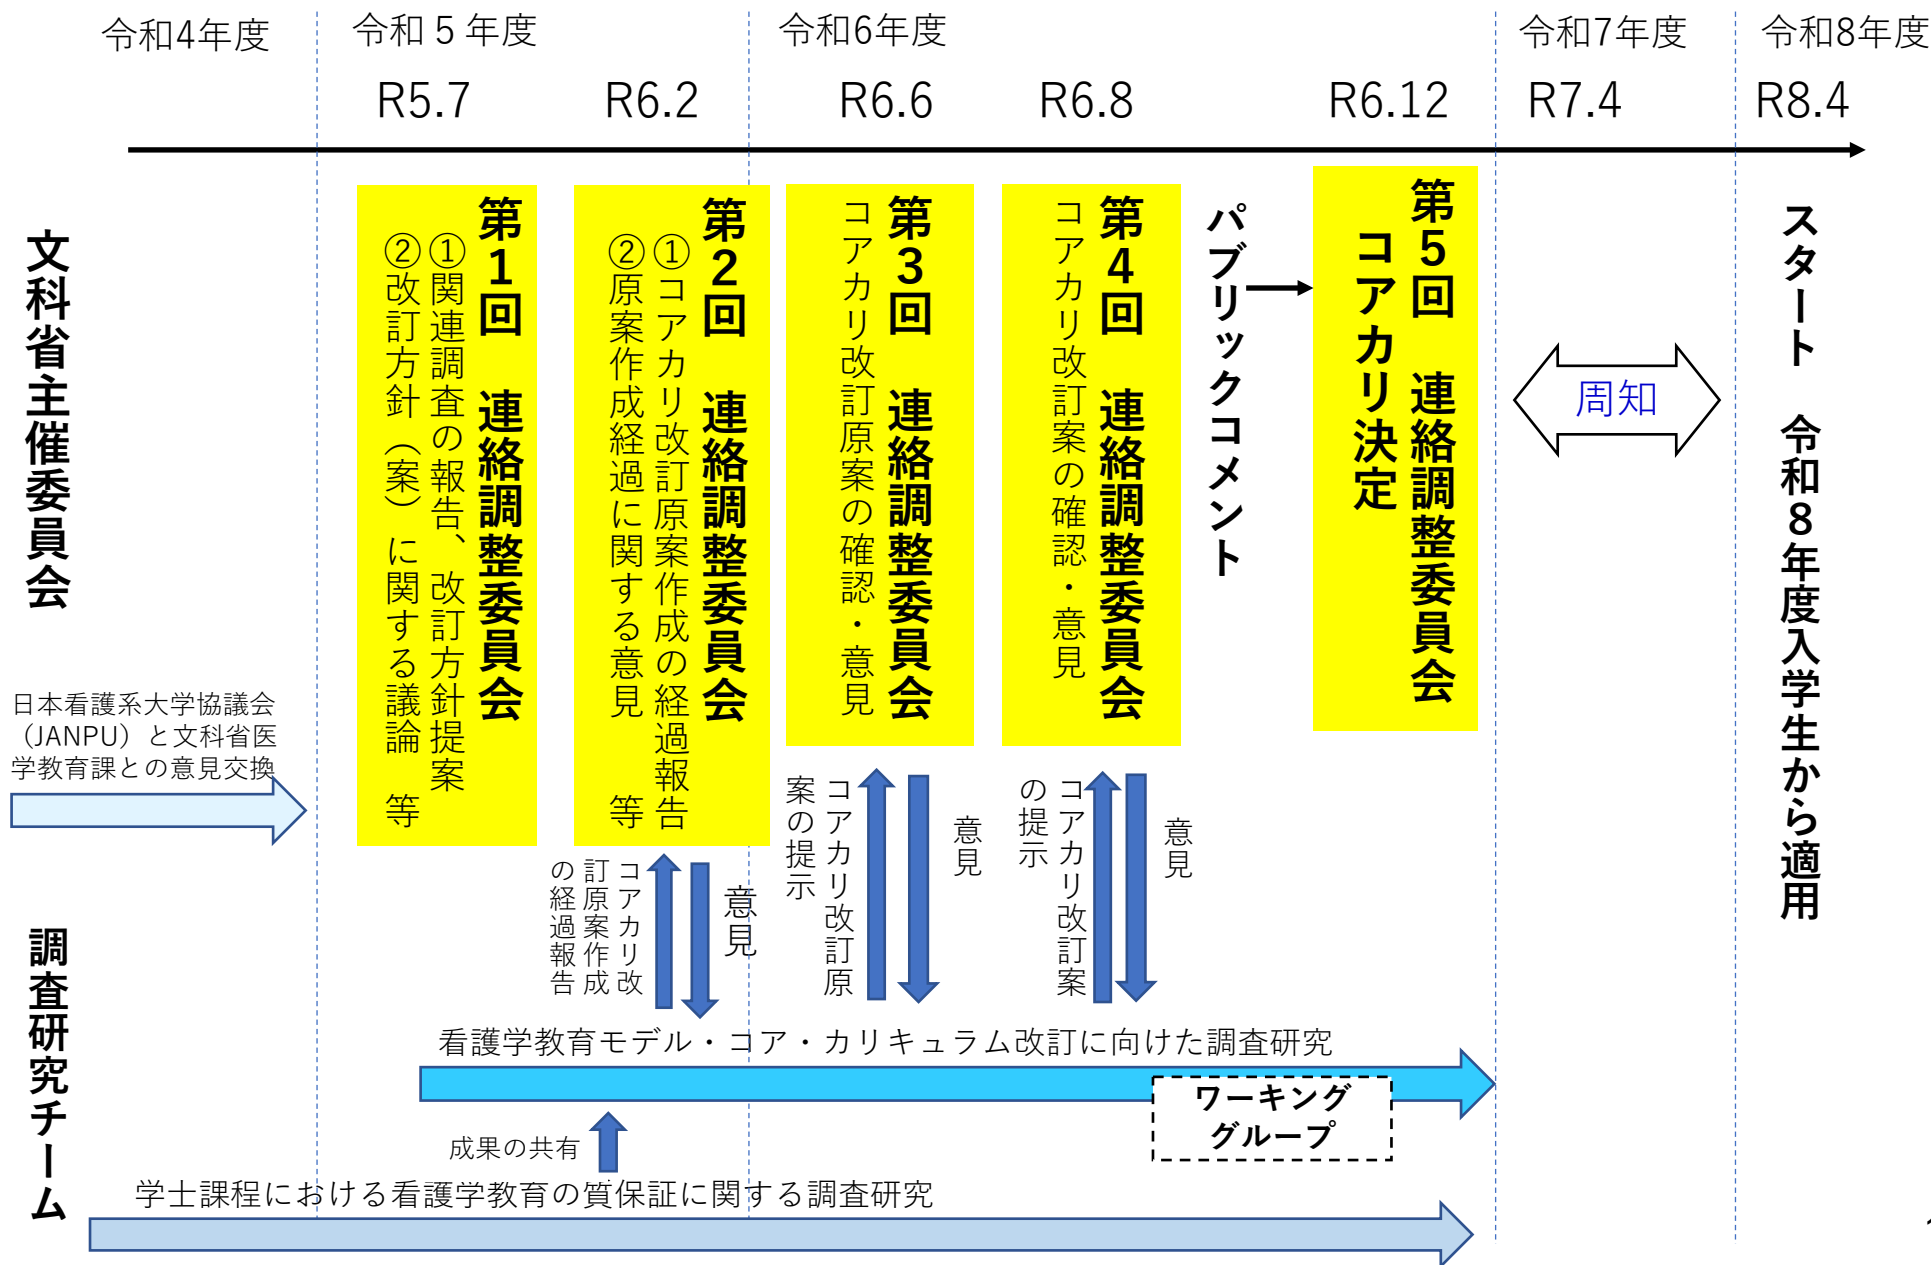 令和4年度
令和５年度
令和6年度
令和7年度
令和8年度
R5.7
R6.2
R6.6
R6.8
R6.12
R7.4
R8.4
文科省主催委員会
第1回　連絡調整委員会
①関連調査の報告、改訂方針提案
②改訂方針（案）に関する議論　等
第2回　連絡調整委員会
①コアカリ改訂原案作成の経過報告
②原案作成経過に関する意見　等
第3回　連絡調整委員会
コアカリ改訂原案の確認・意見
第4回　連絡調整委員会
コアカリ改訂案の確認・意見
パブリックコメント
第5回　連絡調整委員会
コアカリ決定
周知
スタート　令和８年度入学生から適用
日本看護系大学協議会
（JANPU）と文科省医
学教育課との意見交換
コアカリ改
訂原案作成
の経過報告
意見
コアカリ改訂原
案の提示
意見
コアカリ改訂案
の提示
意見
調査研究チーム
看護学教育モデル・コア・カリキュラム改訂に向けた調査研究
ワーキング
グループ
成果の共有
学士課程における看護学教育の質保証に関する調査研究